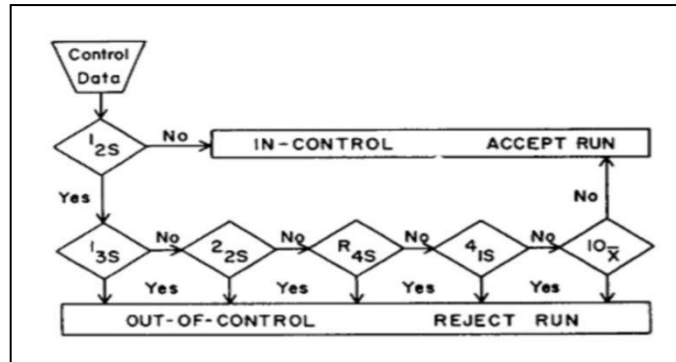 Control
Data
1 2S
No
IN-CONTROL ACCEPT RUN
Yes
No
1 3S
No
2 2S
No
R 4S
No
4 1S
No
10 x̅
Yes
Yes
Yes
Yes
OUT-OF-CONTROL REJECT RUN